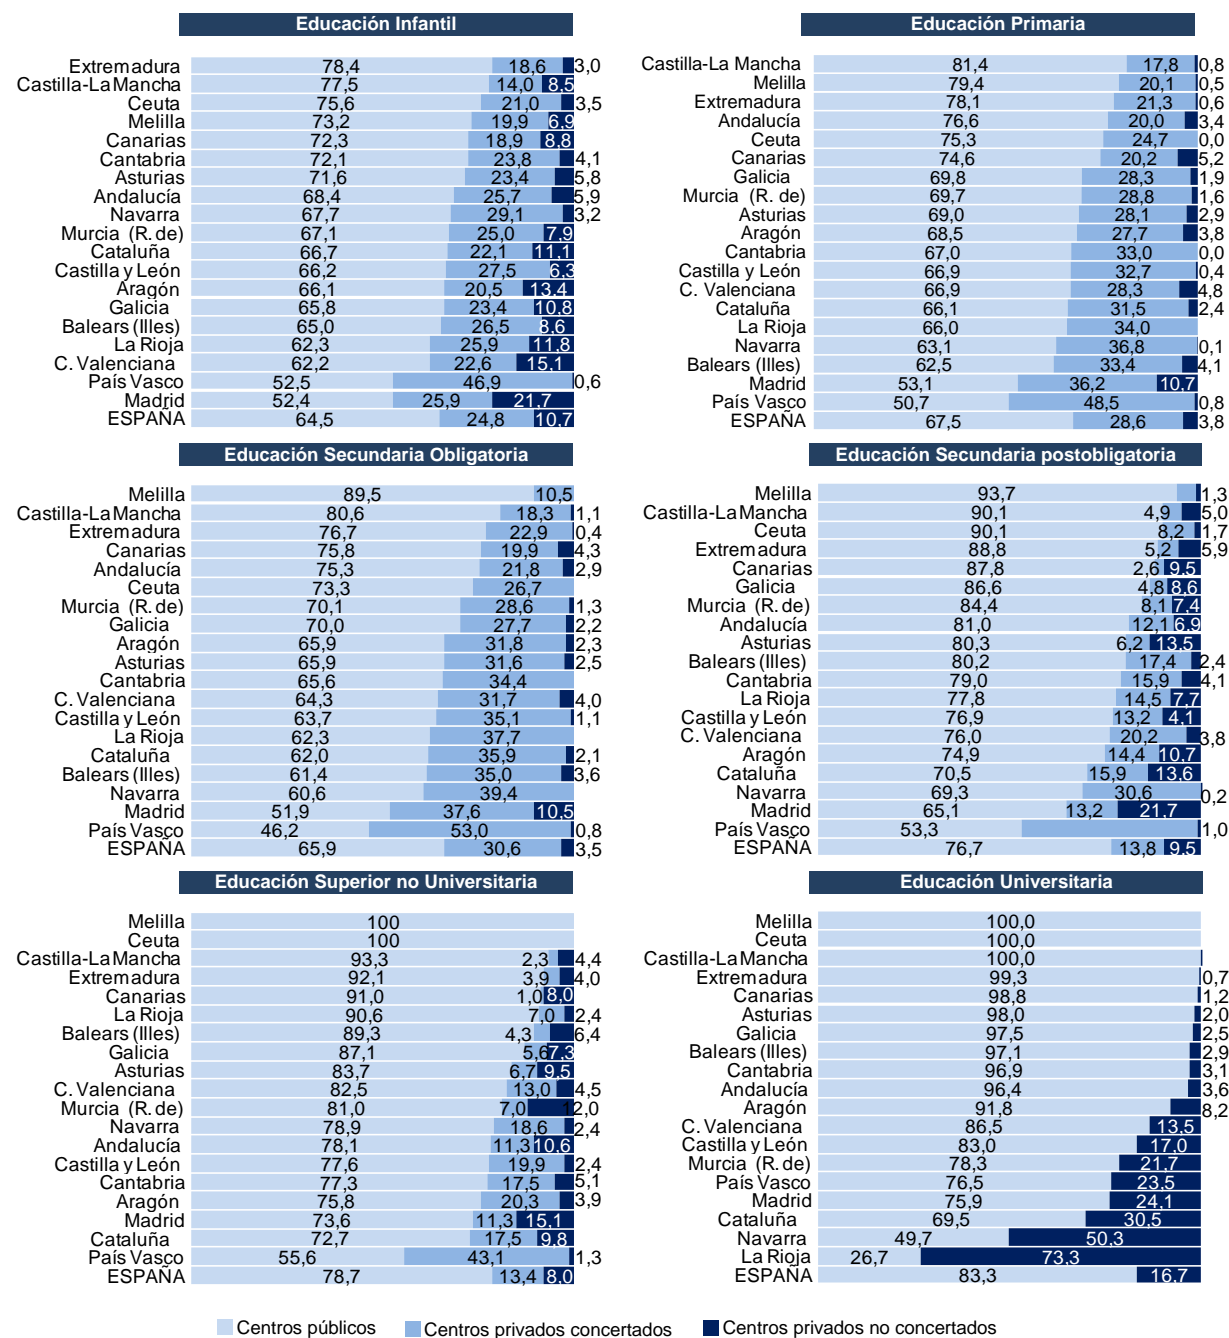 Educación Infantil
Extremadura 78,4 18,6 3,0
Castilla-La Mancha 77,5 14,0 8,5
Ceuta 75,6 21,0 3,5
Melilla 73,2 19,9 6,9
Canarias 72,3 18,9 8,8
Cantabria 72,1 23,8 4,1
Asturias 71,6 23,4 5,8
Andalucía 68,4 25,7 5,9
Navarra 67,7 29,1 3,2
Murcia (R. de) 67,1 25,0 7,9
Cataluña 66,7 22,1 11,1
Castilla y León 66,2 27,5 6,3
Aragón 66,1 20,5 13,4
Galicia 65,8 23,4 10,8
Balears (Illes) 65,0 26,5 8,6
La Rioja 62,3 25,9 11,8
C. Valenciana 62,2 22,6 15,1
País Vasco 52,5 46,9 0,6
Madrid 52,4 25,9 21,7
ESPAÑA 64,5 24,8 10,7
Educación Primaria
Castilla-La Mancha 81,4 17,8 0,8
Melilla 79,4 20,1 0,5
Extremadura 78,1 21,3 0,6
Andalucía 76,6 20,0 3,4
Ceuta 75,3 24,7 0,0
Canarias 74,6 20,2 5,2
Galicia 69,8 28,3 1,9
Murcia (R. de) 69,7 28,8 1,6
Asturias 69,0 28,1 2,9
Aragón 68,5 27,7 3,8
Cantabria 67,0 33,0 0,0
Castilla y León 66,9 32,7 0,4
C. Valenciana 66,9 28,3 4,8
Cataluña 66,1 31,5 2,4
La Rioja 66,0 34,0
Navarra 63,1 36,8 0,1
Balears (Illes) 62,5 33,4 4,1
Madrid 53,1 36,2 10,7
País Vasco 50,7 48,5 0,8
ESPAÑA 67,5 28,6 3,8
Educación Secundaria Obligatoria
Melilla 89,5 10,5
Castilla-La Mancha 80,6 18,3 1,1
Extremadura 76,7 22,9 0,4
Canarias 75,8 19,9 4,3
Andalucía 75,3 21,8 2,9
Ceuta 73,3 26,7
Murcia (R. de) 70,1 28,6 1,3
Galicia 70,0 27,7 2,2
Aragón 65,9 31,8 2,3
Asturias 65,9 31,6 2,5
Cantabria 65,6 34,4
C. Valenciana 64,3 31,7 4,0
Castilla y León 63,7 35,1 1,1
La Rioja 62,3 37,7
Cataluña 62,0 35,9 2,1
Balears (Illes) 61,4 35,0 3,6
Navarra 60,6 39,4
Madrid 51,9 37,6 10,5
País Vasco 46,2 53,0 0,8
ESPAÑA 65,9 30,6 3,5
Educación Secundaria postobligatoria
Melilla 93,7 1,3
Castilla-La Mancha 90,1 4,9 5,0
Ceuta 90,1 8,2 1,7
Extremadura 88,8 5,2 5,9
Canarias 87,8 2,6 9,5
Galicia 86,6 4,8 8,6
Murcia (R. de) 84,4 8,1 7,4
Andalucía 81,0 12,1 6,9
Asturias 80,3 6,2 13,5
Balears (Illes) 80,2 17,4 2,4
Cantabria 79,0 15,9 4,1
La Rioja 77,8 14,5 7,7
Castilla y León 76,9 13,2 4,1
C. Valenciana 76,0 20,2 3,8
Aragón 74,9 14,4 10,7
Cataluña 70,5 15,9 13,6
Navarra 69,3 30,6 0,2
Madrid 65,1 13,2 21,7
País Vasco 53,3 1,0
ESPAÑA 76,7 13,8 9,5
Educación Superior no Universitaria
Melilla 100
Ceuta 100
Castilla-La Mancha 93,3 2,3 4,4
Extremadura 92,1 3,9 4,0
Canarias 91,0 1,0 8,0
La Rioja 90,6 7,0 2,4
Balears (Illes) 89,3 4,3 6,4
Galicia 87,1 5,6 7,3
Asturias 83,7 6,7 9,5
C. Valenciana 82,5 13,0 4,5
Murcia (R. de) 81,0 7,0 12,0
Navarra 78,9 18,6 2,4
Andalucía 78,1 11,3 10,6
Castilla y León 77,6 19,9 2,4
Cantabria 77,3 17,5 5,1
Aragón 75,8 20,3 3,9
Madrid 73,6 11,3 15,1
Cataluña 72,7 17,5 9,8
País Vasco 55,6 43,1 1,3
ESPAÑA 78,7 13,4 8,0
Educación Universitaria
Melilla 100,0
Ceuta 100,0
Castilla-La Mancha 100,0
Extremadura 99,3 0,7
Canarias 98,8 1,2
Asturias 98,0 2,0
Galicia 97,5 2,5
Balears (Illes) 97,1 2,9
Cantabria 96,9 3,1
Andalucía 96,4 3,6
Aragón 91,8 8,2
C. Valenciana 86,5 13,5
Castilla y León 83,0 17,0
Murcia (R. de) 78,3 21,7
País Vasco 76,5 23,5
Madrid 75,9 24,1
Cataluña 69,5 30,5
Navarra 49,7 50,3
La Rioja 26,7 73,3
ESPAÑA 83,3 16,7
Centros públicos Centros privados concertados Centros privados no concertados